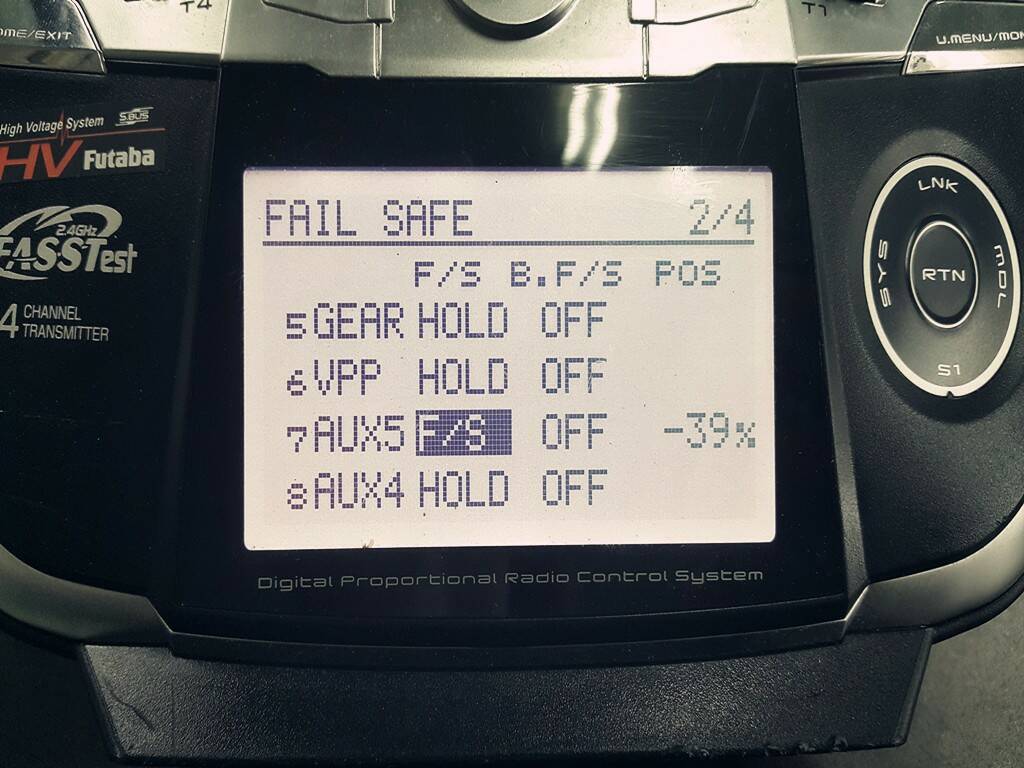 T4
T1
OME/EXIT
U.MENU/MON
High Voltage System
S.BUS
HV Futaba
2.4GHz
FASSTest
4 CHANNEL
TRANSMITTER
FAIL SAFE 2/4
F/S B.F/S POS
5 GEAR HOLD OFF
6 VPP HOLD OFF
7 AUX5 F/S OFF -39%
8 AUX4 HOLD OFF
LNK
SYS
RTN
MDL
S1
Digital Proportional Radio Control System